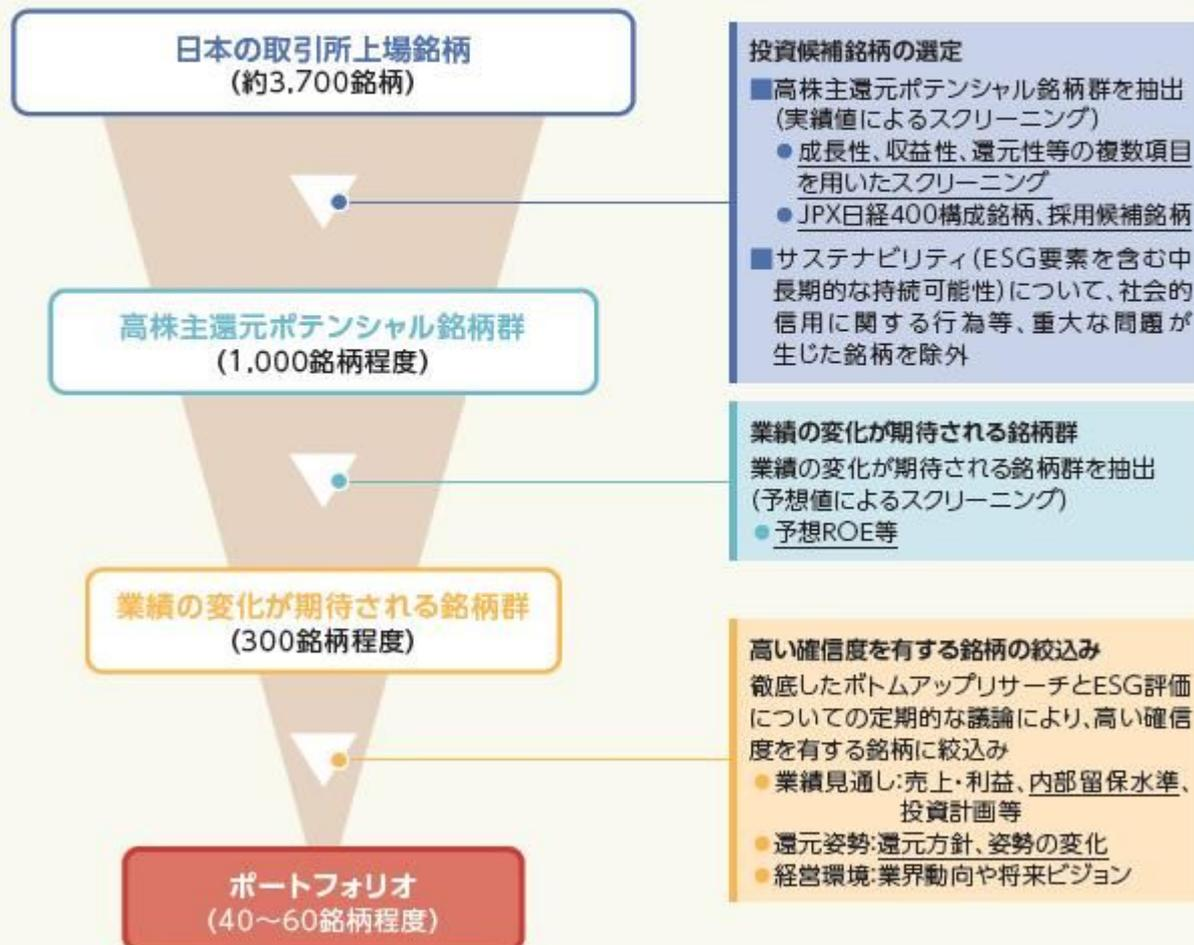 日本の取引所上場銘柄
(約3,700銘柄)
投資候補銘柄の選定
■高株主還元ポテンシャル銘柄群を抽出
(実績値によるスクリーニング)
●成長性、収益性、還元性等の複数項目
を用いたスクリーニング
●JPX日経400構成銘柄、採用候補銘柄
■サステナビリティ(ESG要素を含む中
長期的な持続可能性)について、社会的
信用に関する行為等、重大な問題が
生じた銘柄を除外
高株主還元ポテンシャル銘柄群
(1,000銘柄程度)
業績の変化が期待される銘柄群
業績の変化が期待される銘柄群を抽出
(予想値によるスクリーニング)
●予想ROE等
業績の変化が期待される銘柄群
(300銘柄程度)
高い確信度を有する銘柄の絞込み
徹底したボトムアップリサーチとESG評価
についての定期的な議論により、高い確信
度を有する銘柄に絞込み
●業績見通し:売上・利益、内部留保水準、
投資計画等
●還元姿勢:還元方針、姿勢の変化
●経営環境:業界動向や将来ビジョン
ポートフォリオ
(40〜60銘柄程度)